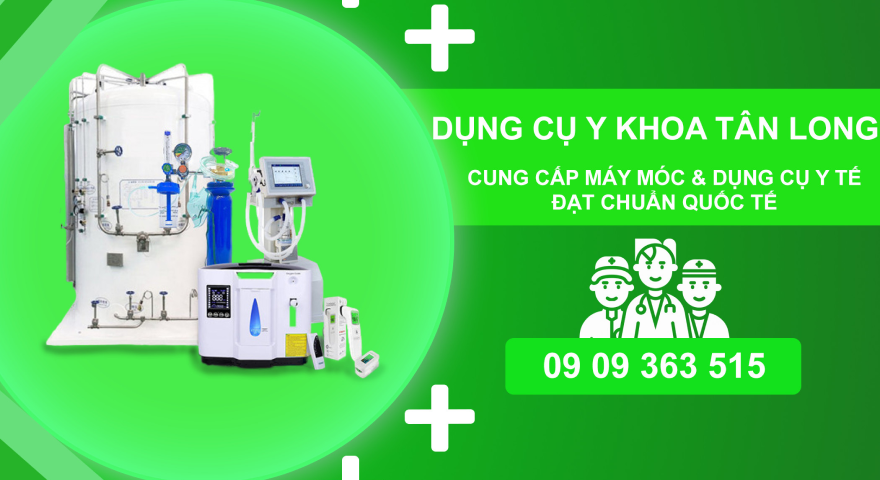 DỤNG CỤ Y KHOA TÂN LONG
CUNG CẤP MÁY MÓC & DỤNG CỤ Y TẾ
ĐẠT CHUẨN QUỐC TẾ
09 09 363 515